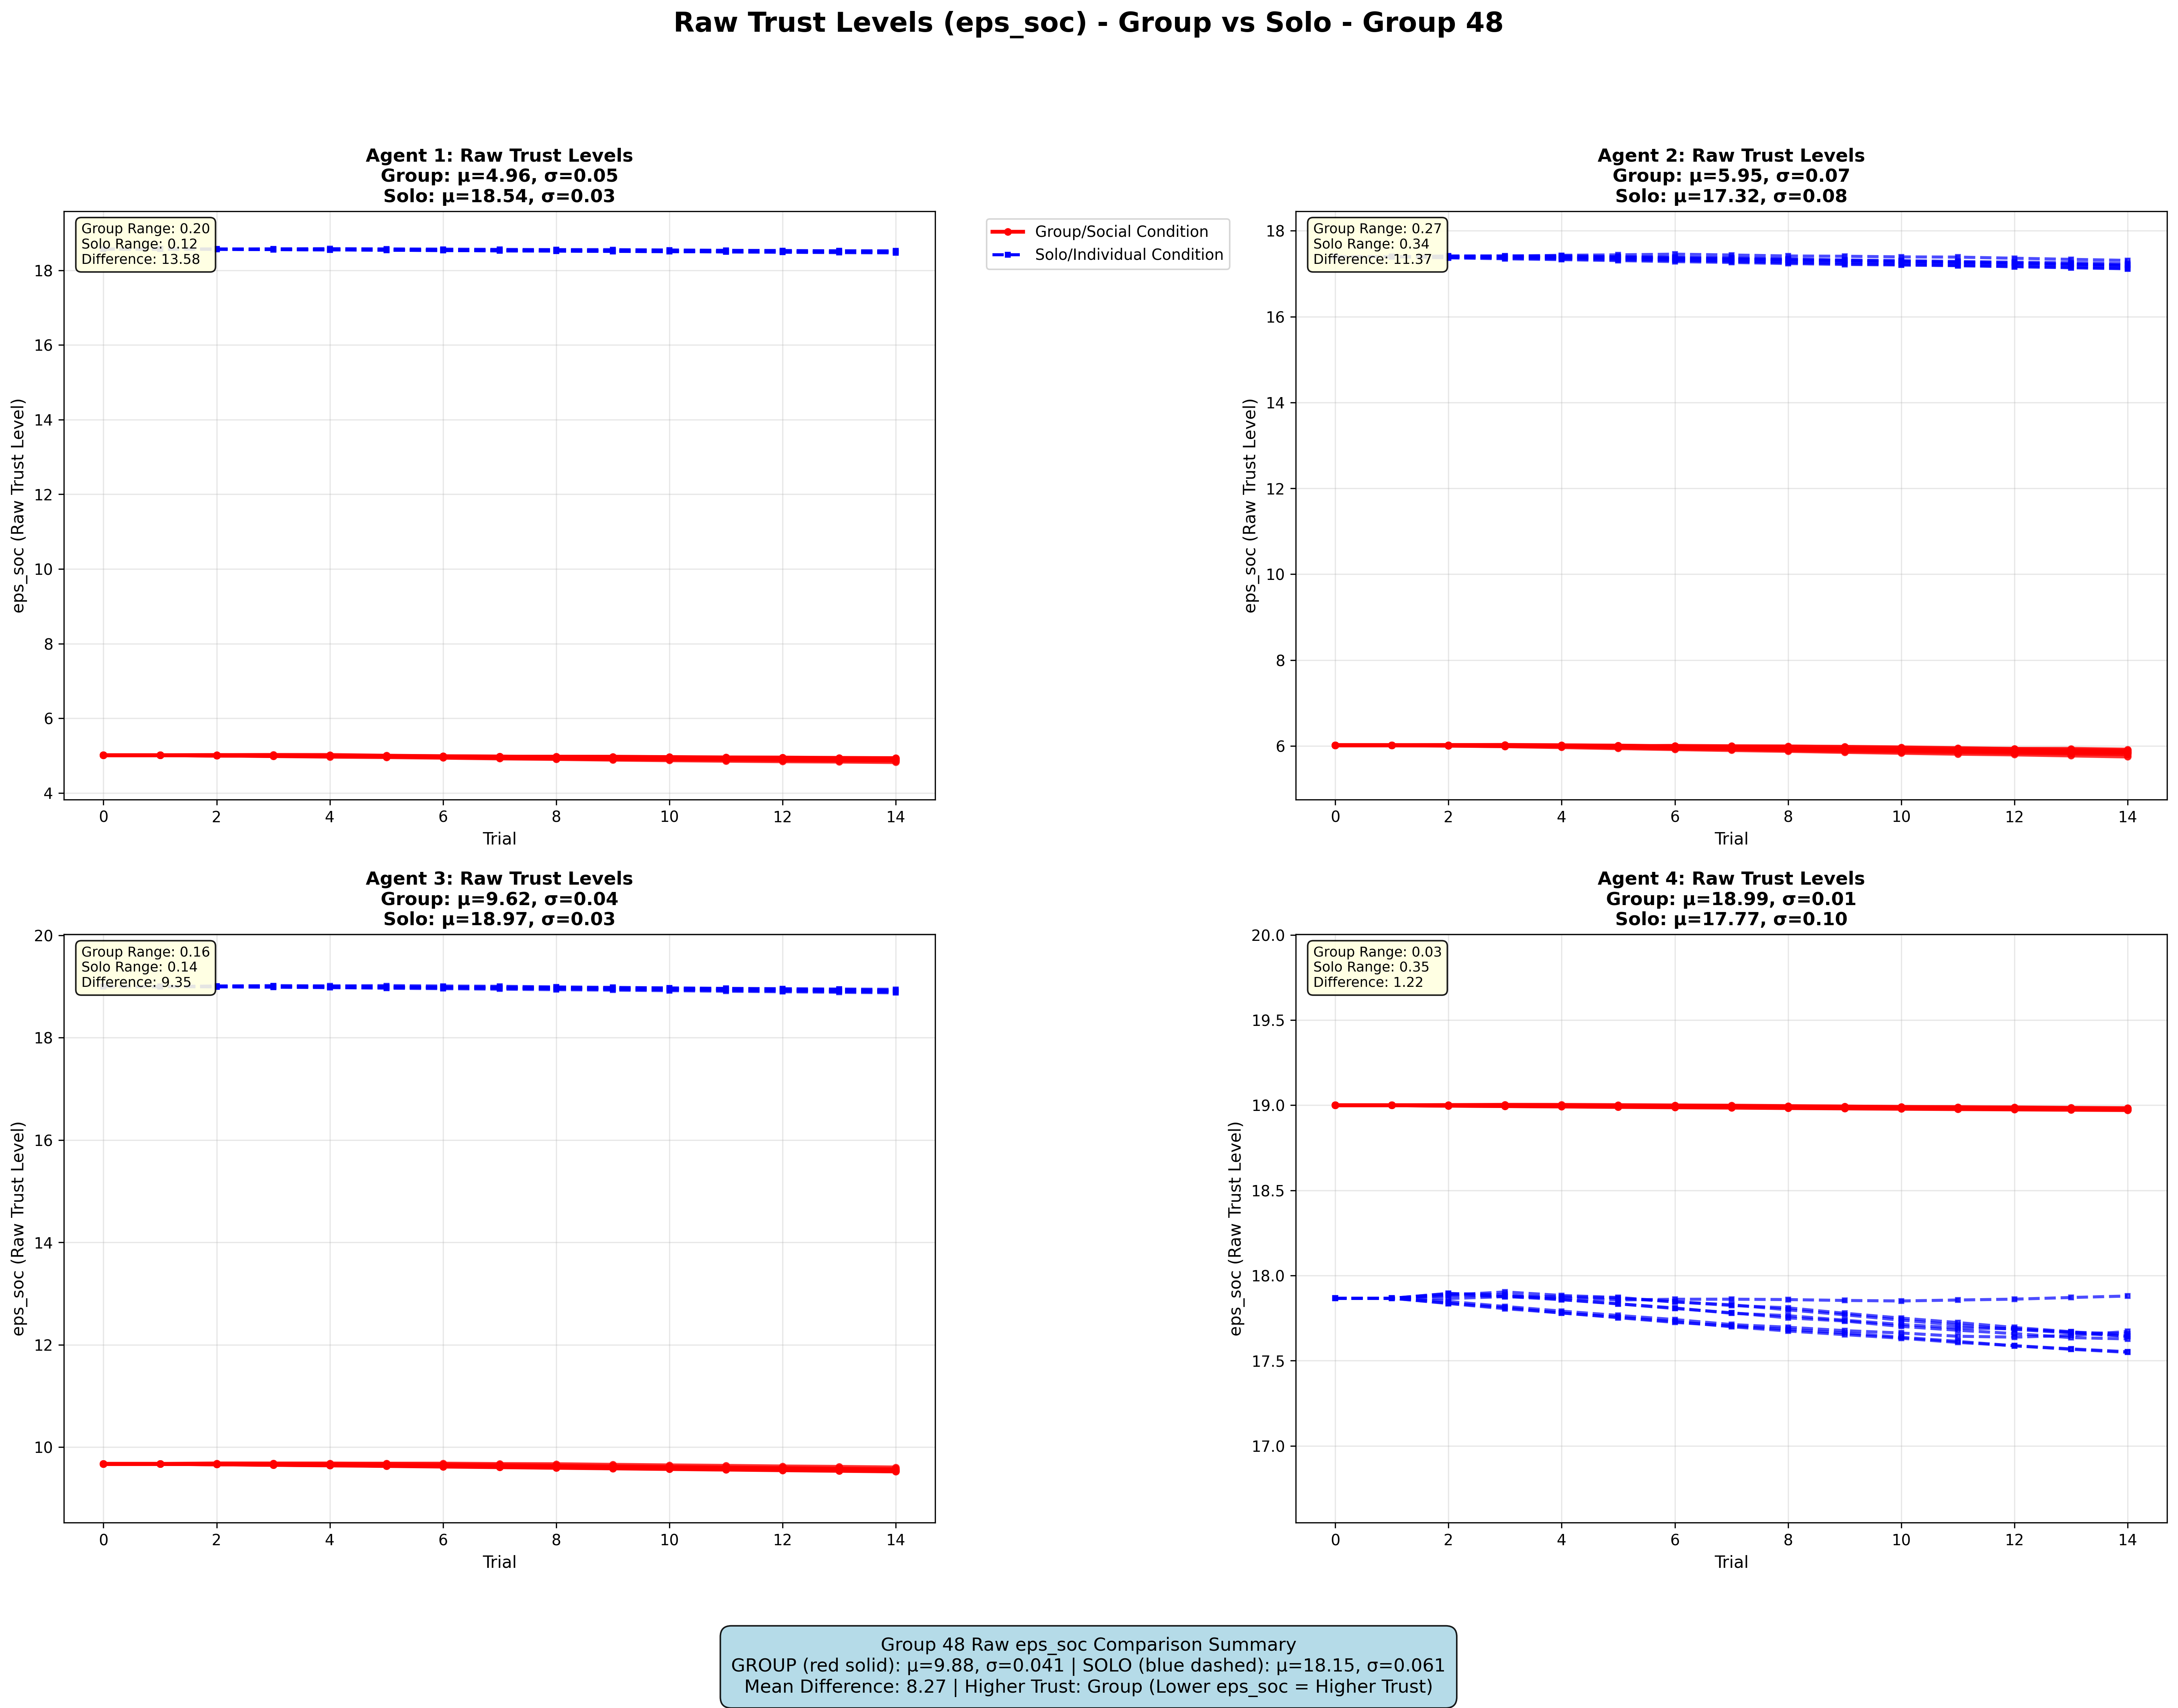 Raw Trust Levels (eps_soc) - Group vs Solo - Group 48
Agent 1: Raw Trust Levels
Group: μ=4.96, σ=0.05
Solo: μ=18.54, σ=0.03
Group Range: 0.20
Solo Range: 0.12
Difference: 13.58
18
16
14
12
10
8
6
4
eps_soc (Raw Trust Level)
0 2 4 6 8 10 12 14
Trial
Group/Social Condition
Solo/Individual Condition
Agent 2: Raw Trust Levels
Group: μ=5.95, σ=0.07
Solo: μ=17.32, σ=0.08
Group Range: 0.27
Solo Range: 0.34
Difference: 11.37
18
16
14
12
10
8
6
eps_soc (Raw Trust Level)
0 2 4 6 8 10 12 14
Trial
Agent 3: Raw Trust Levels
Group: μ=9.62, σ=0.04
Solo: μ=18.97, σ=0.03
Group Range: 0.16
Solo Range: 0.14
Difference: 9.35
20
18
16
14
12
10
eps_soc (Raw Trust Level)
0 2 4 6 8 10 12 14
Trial
Agent 4: Raw Trust Levels
Group: μ=18.99, σ=0.01
Solo: μ=17.77, σ=0.10
Group Range: 0.03
Solo Range: 0.35
Difference: 1.22
20.0
19.5
19.0
18.5
18.0
17.5
17.0
eps_soc (Raw Trust Level)
0 2 4 6 8 10 12 14
Trial
Group 48 Raw eps_soc Comparison Summary
GROUP (red solid): μ=9.88, σ=0.041 | SOLO (blue dashed): μ=18.15, σ=0.061
Mean Difference: 8.27 | Higher Trust: Group (Lower eps_soc = Higher Trust)